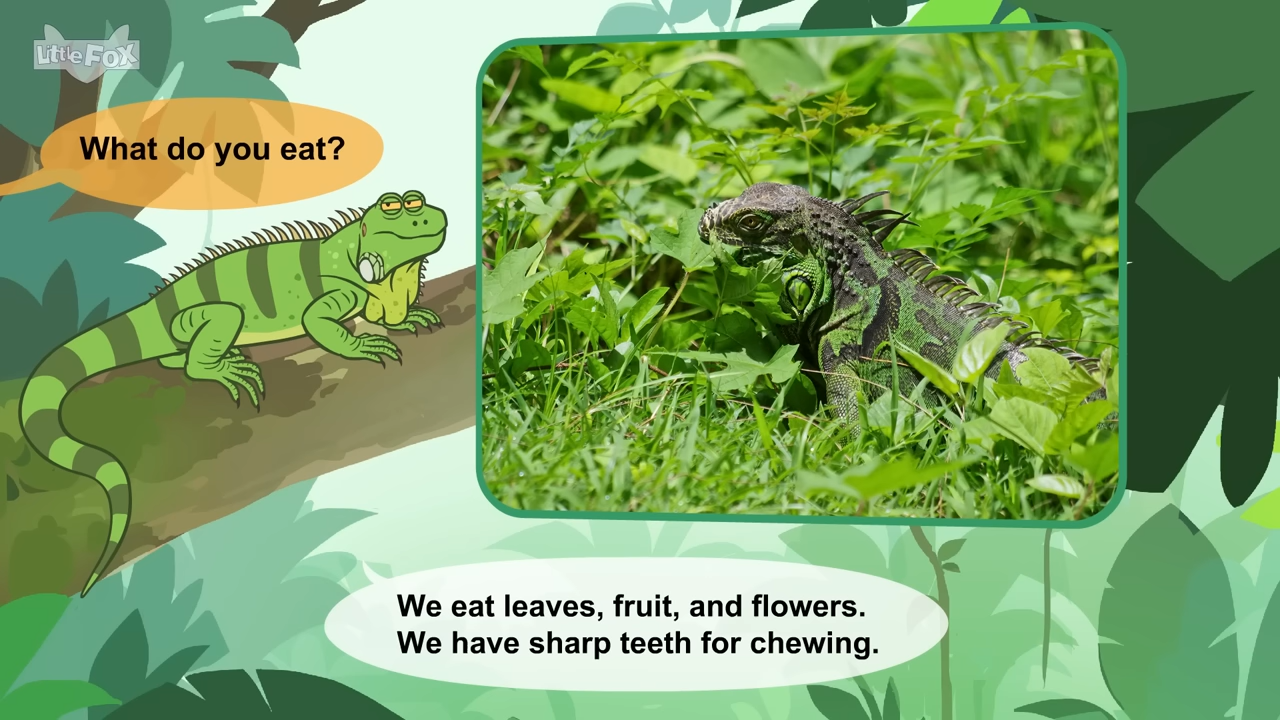 Little Fox
What do you eat?
We eat leaves, fruit, and flowers.
We have sharp teeth for chewing.